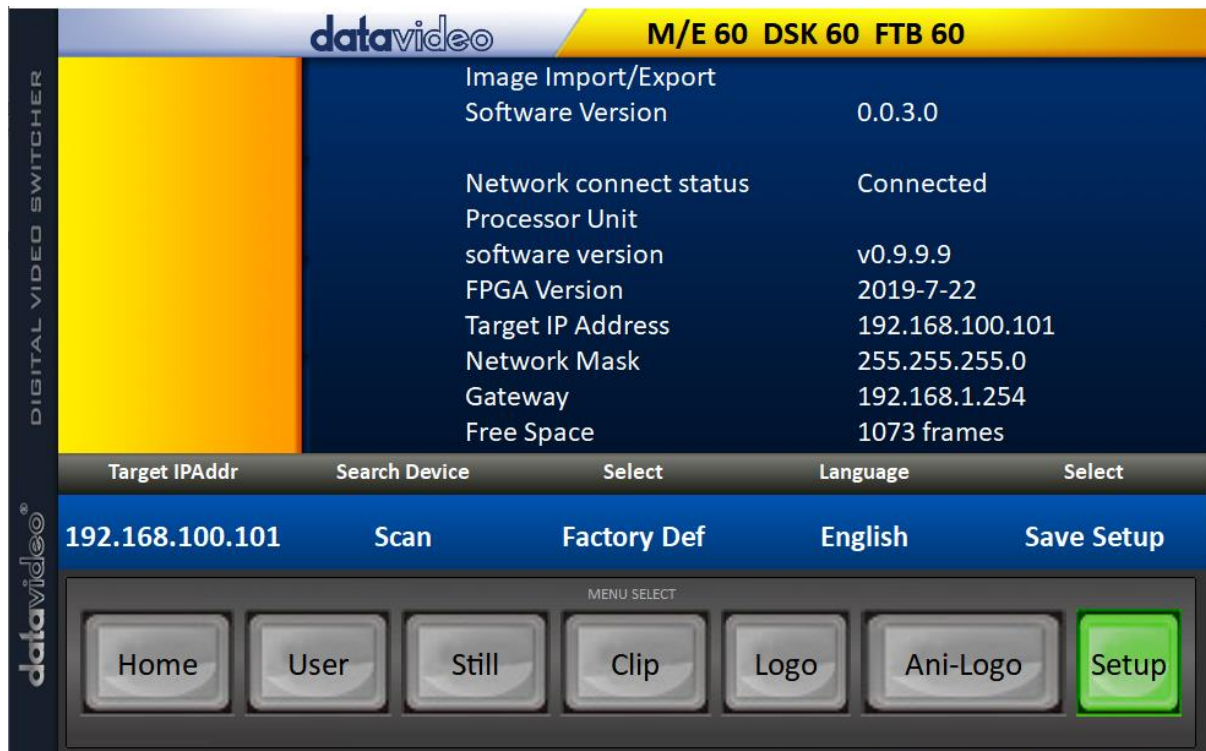 datavideo M/E 60 DSK 60 FTB 60
DIGITAL VIDEO SWITCHER
datavideo®
Image Import/Export
Software Version 0.0.3.0
Network connect status Connected
Processor Unit
software version v0.9.9.9
FPGA Version 2019-7-22
Target IP Address 192.168.100.101
Network Mask 255.255.255.0
Gateway 192.168.1.254
Free Space 1073 frames
Target IPAddr Search Device Select Language Select
192.168.100.101 Scan Factory Def English Save Setup
MENU SELECT
Home User Still Clip Logo Ani-Logo Setup